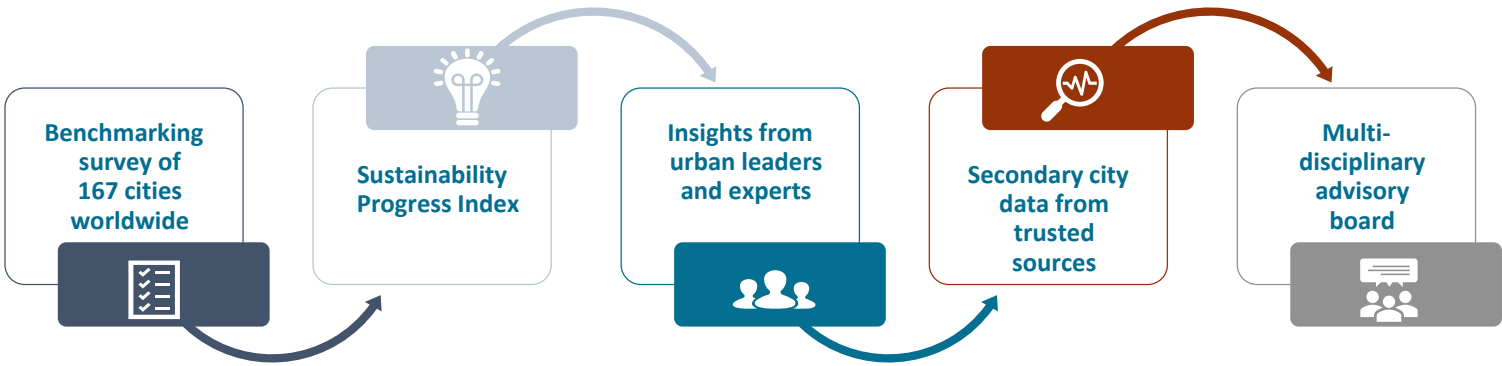 Benchmarking
survey of
167 cities
worldwide
Sustainability
Progress Index
Insights from
urban leaders
and experts
Secondary city
data from
trusted
sources
Multi-
disciplinary
advisory
board